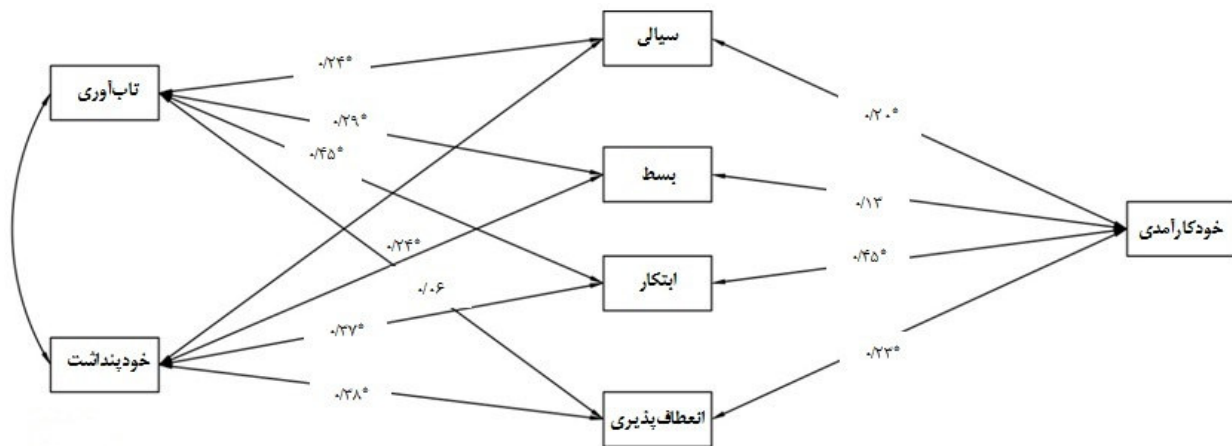 سیالی
۰/۲۴*
تاب‌آوری
۰/۲۰*
۰/۲۹*
۰/۴۵*
بسط
۰/۱۳
خودکارآمدی
۰/۲۴*
۰/۴۵*
ابتکار
۰/۰۶
۰/۳۷*
خودپنداشت
۰/۲۳*
۰/۳۸*
انعطاف‌پذیری